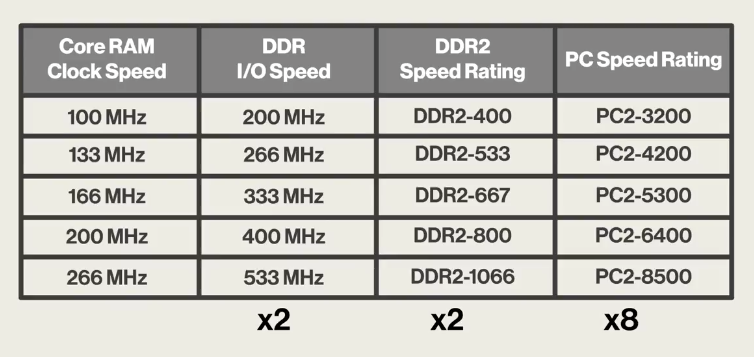 Core RAM Clock Speed DDR I/O Speed DDR2 Speed Rating PC Speed Rating
100 MHz 200 MHz DDR2-400 PC2-3200
133 MHz 266 MHz DDR2-533 PC2-4200
166 MHz 333 MHz DDR2-667 PC2-5300
200 MHz 400 MHz DDR2-800 PC2-6400
266 MHz 533 MHz DDR2-1066 PC2-8500
x2 x2 x8